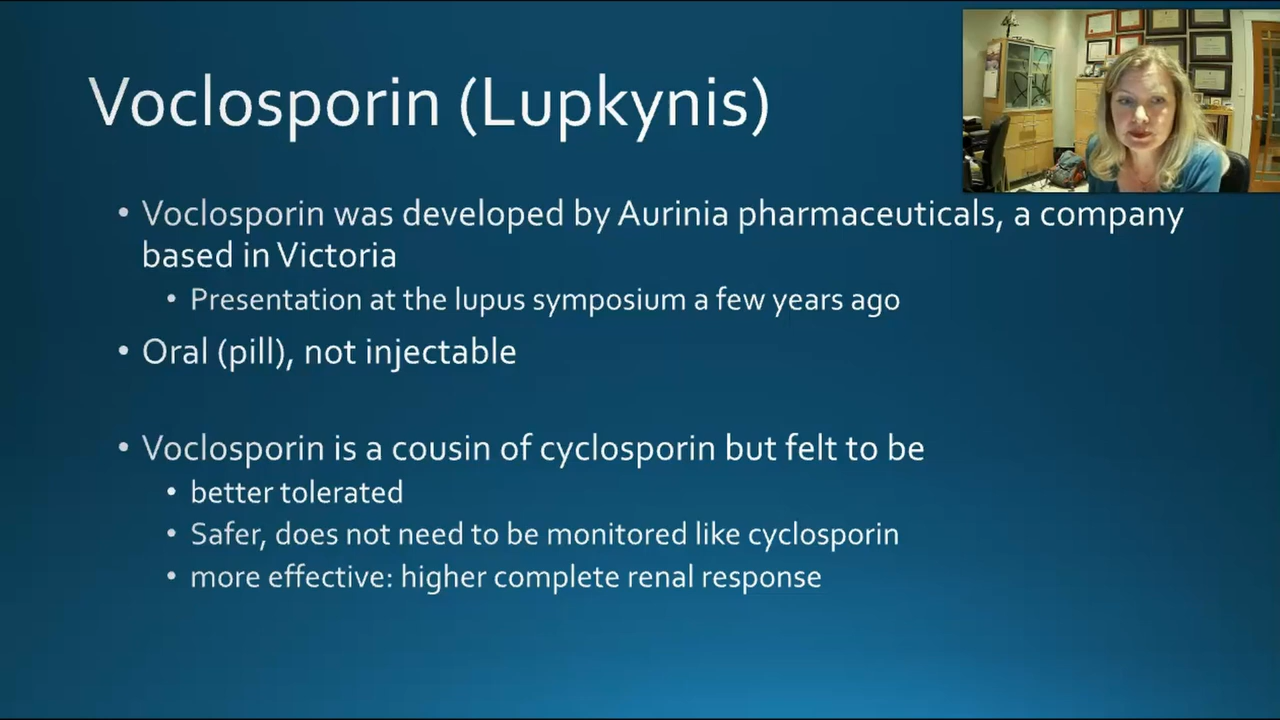 Voclosporin (Lupkynis)
• Voclosporin was developed by Aurinia pharmaceuticals, a company
based in Victoria
• Presentation at the lupus symposium a few years ago
• Oral (pill), not injectable
• Voclosporin is a cousin of cyclosporin but felt to be
• better tolerated
• Safer, does not need to be monitored like cyclosporin
• more effective: higher complete renal response